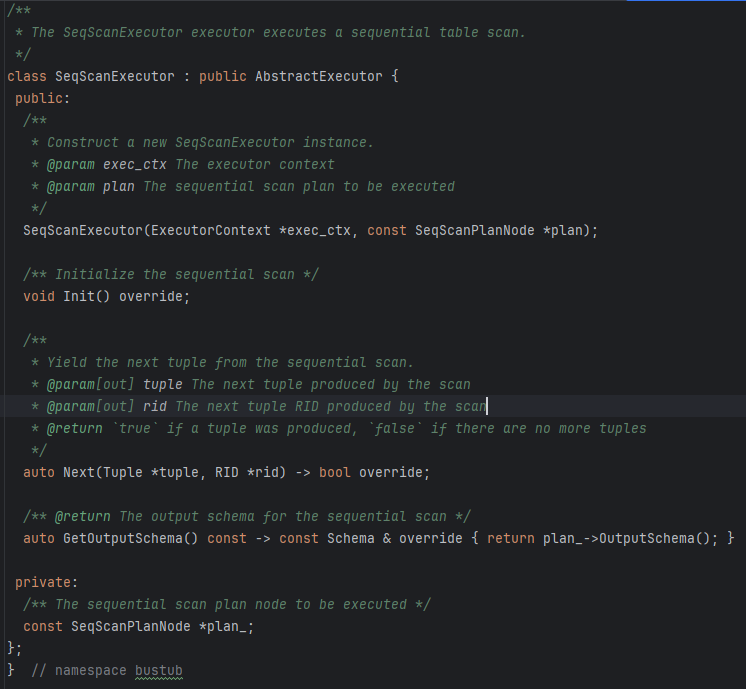 /**
 * The SeqScanExecutor executor executes a sequential table scan.
 */
class SeqScanExecutor : public AbstractExecutor {
 public:
  /**
   * Construct a new SeqScanExecutor instance.
   * @param exec_ctx The executor context
   * @param plan The sequential scan plan to be executed
   */
  SeqScanExecutor(ExecutorContext *exec_ctx, const SeqScanPlanNode *plan);

  /** Initialize the sequential scan */
  void Init() override;

  /**
   * Yield the next tuple from the sequential scan.
   * @param[out] tuple The next tuple produced by the scan
   * @param[out] rid The next tuple RID produced by the scan
   * @return `true` if a tuple was produced, `false` if there are no more tuples
   */
  auto Next(Tuple *tuple, RID *rid) -> bool override;

  /** @return The output schema for the sequential scan */
  auto GetOutputSchema() const -> const Schema & override { return plan_->OutputSchema(); }

 private:
  /** The sequential scan plan node to be executed */
  const SeqScanPlanNode *plan_;
};
}  // namespace bustub